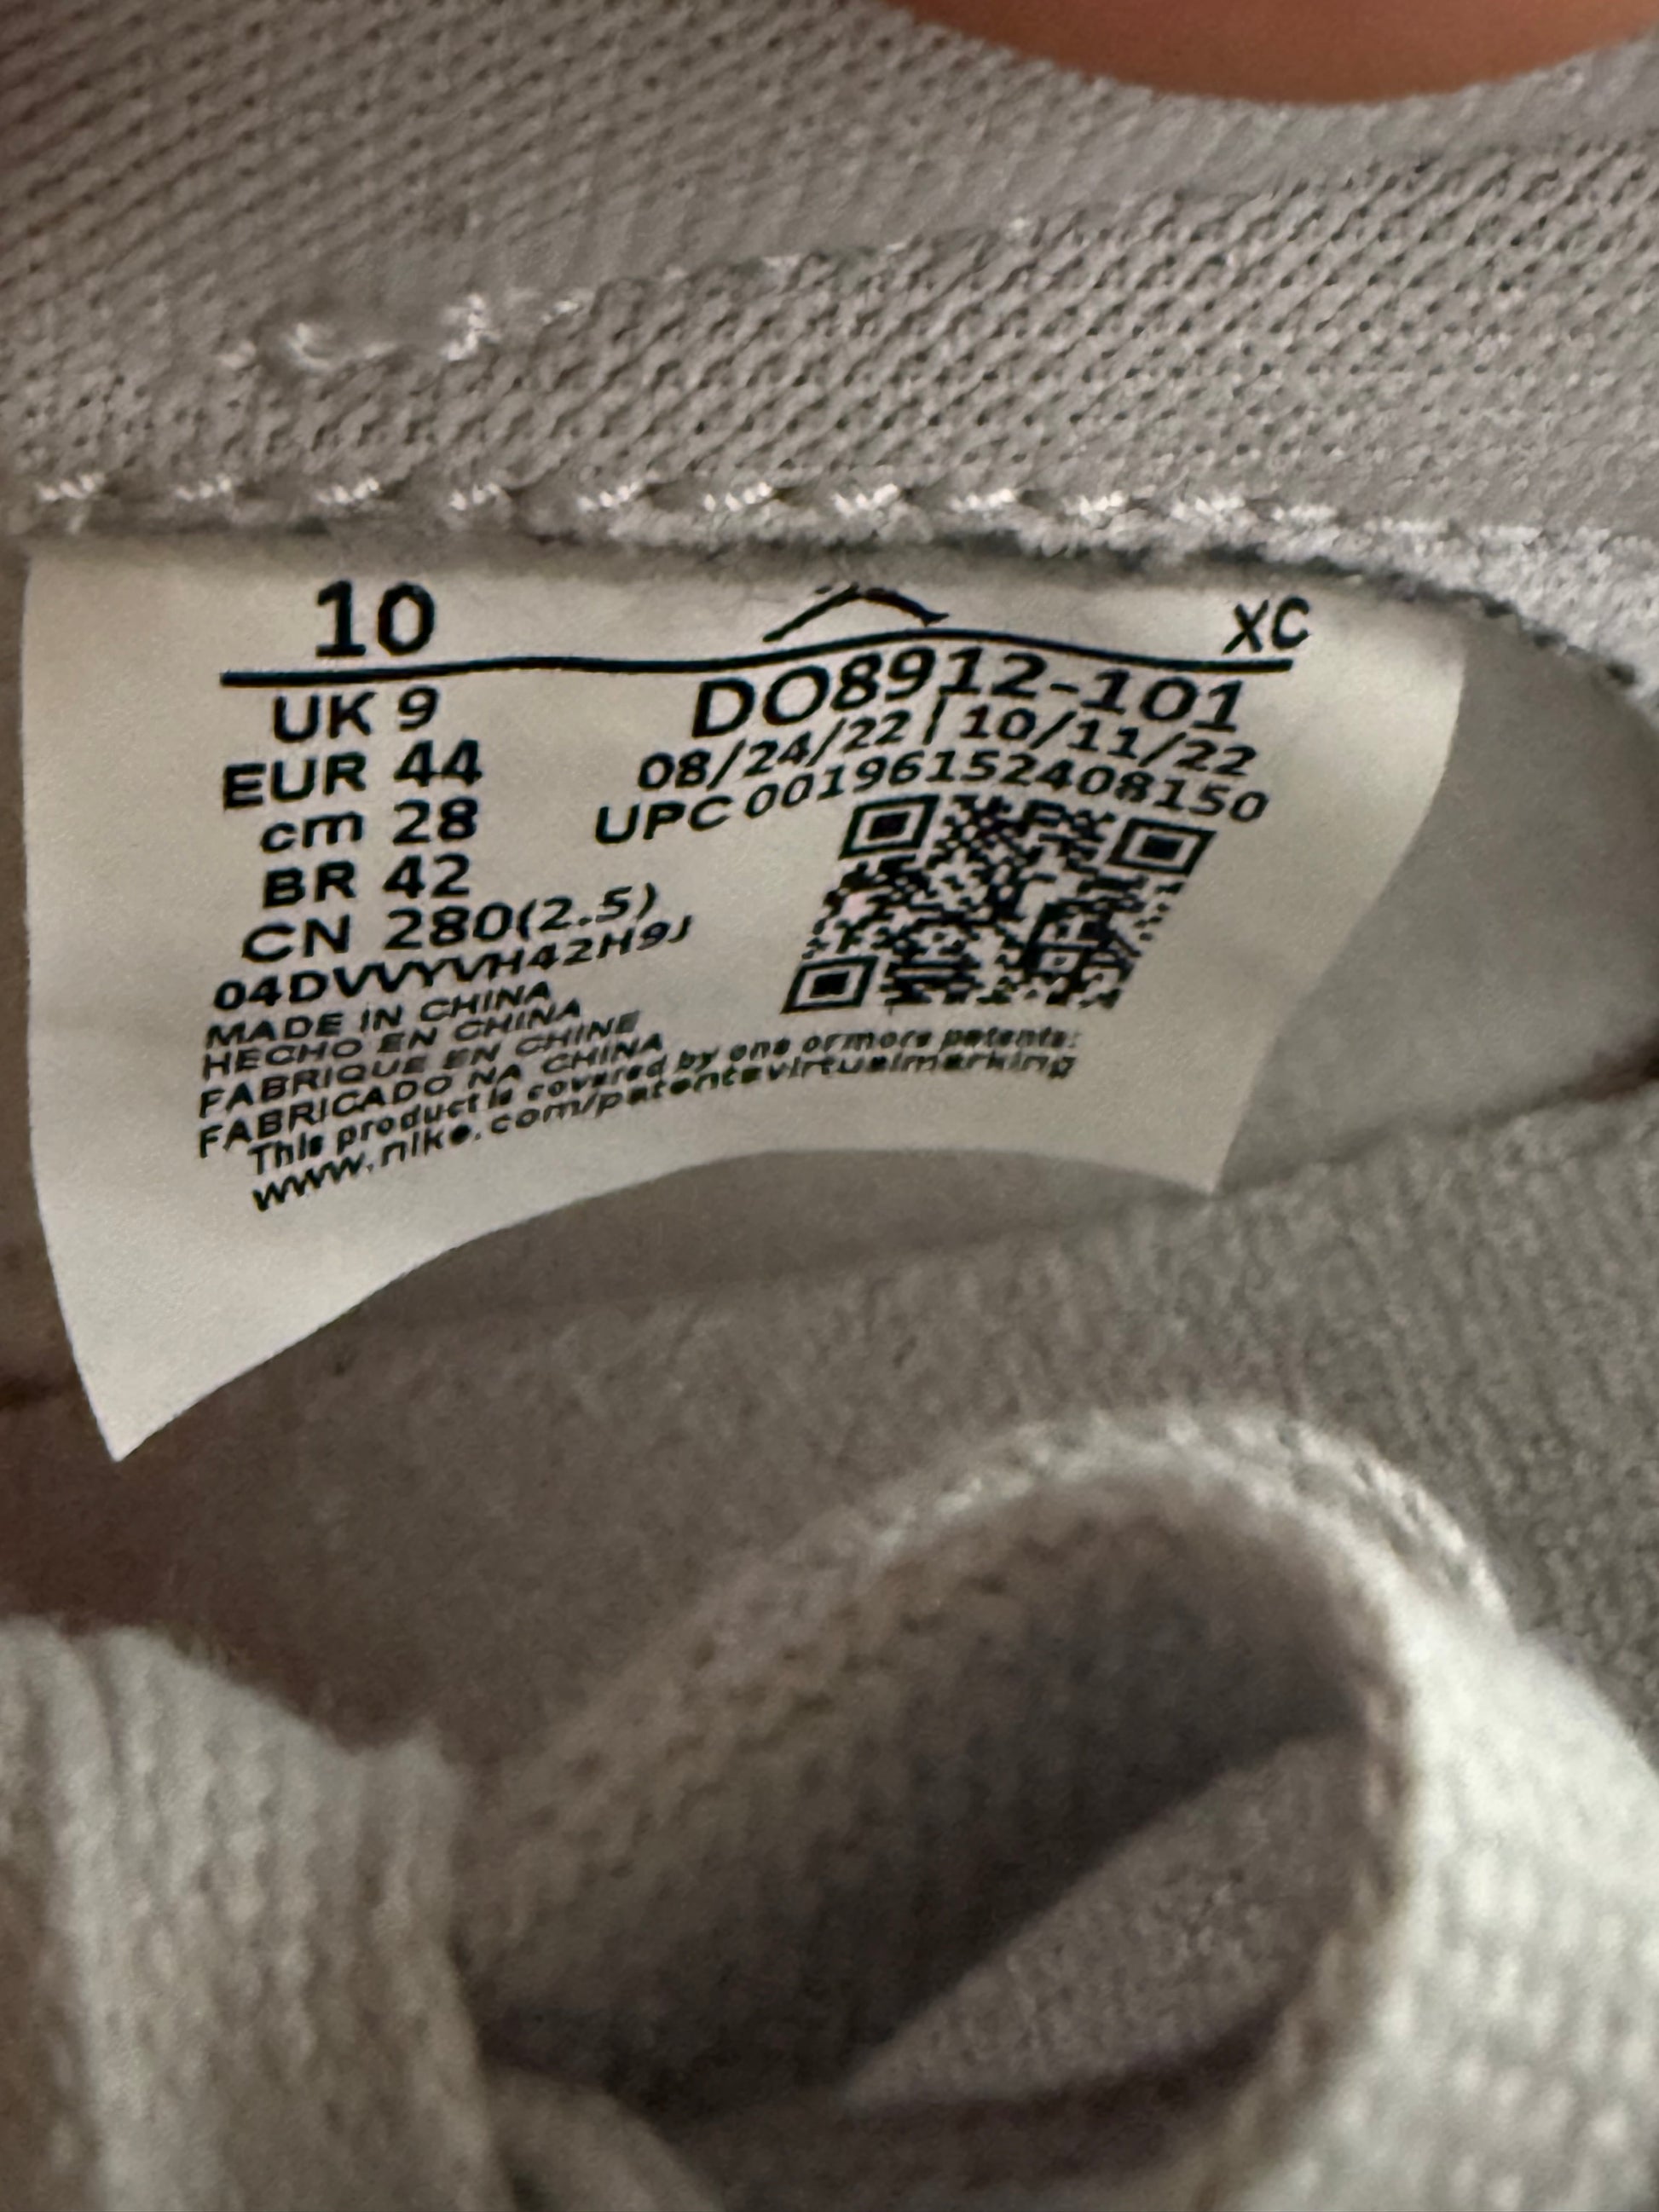 10
XC
UK 9
EUR 44
cm 28
BR 42
CN 280(2.5)
04DVVYVH42H9J
MADE IN CHINA
HECHO EN CHINA
FABRIQUE EN CHINE
FABRICADO NA CHINA
This product is covered by one or more patents:
www.nike.com/patentsvirtualmarking
DO8912-101
08/24/22 | 10/11/22
UPC 00196152408150